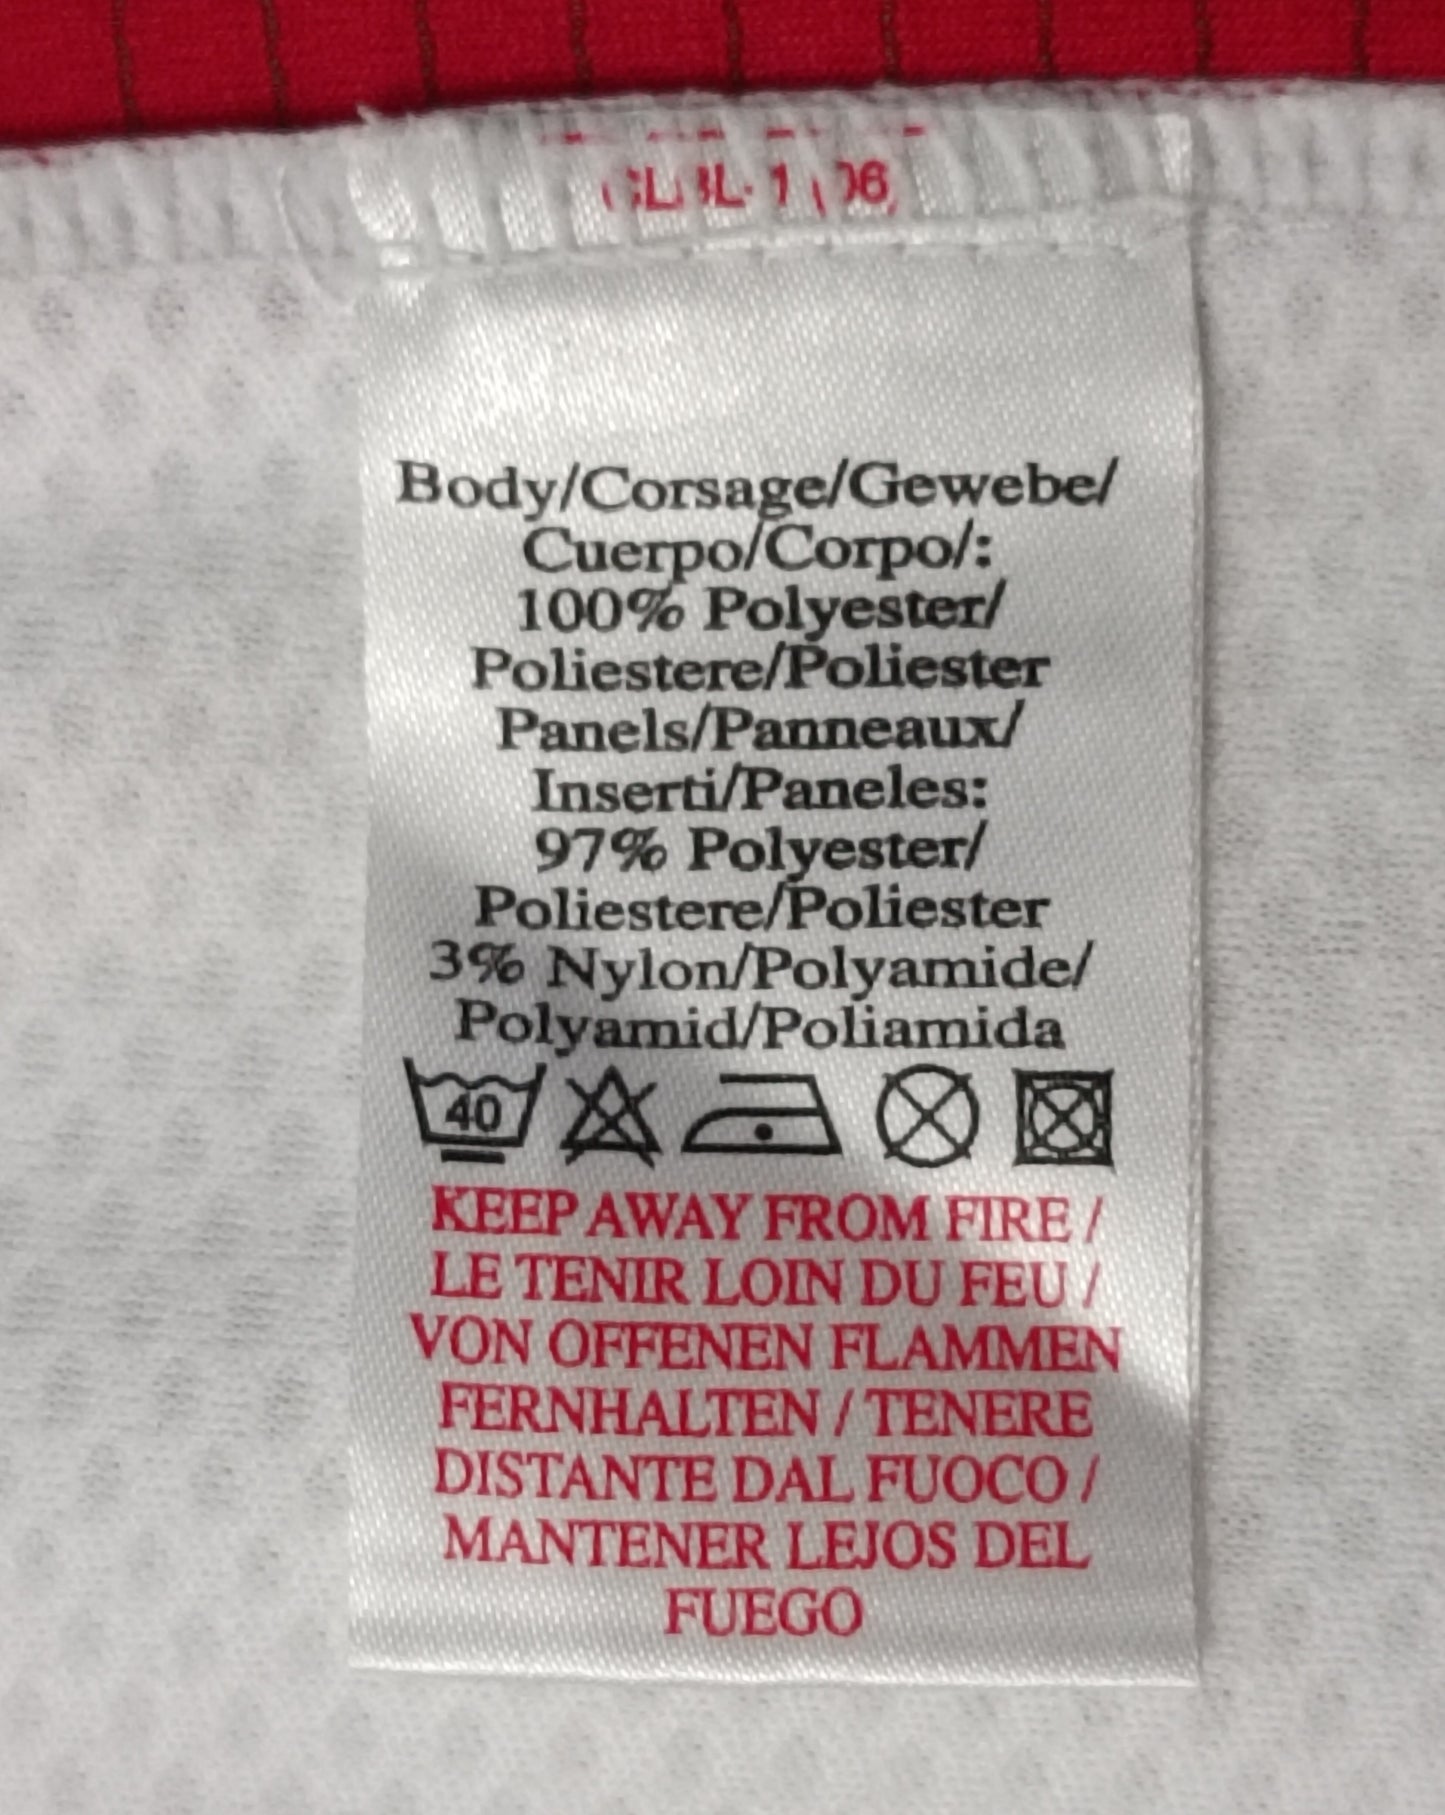 Body/Corsage/Gewebe/
Cuerpo/Corpo/:
100% Polyester/
Poliestere/Poliester
Panels/Panneaux/
Inserti/Paneles:
97% Polyester/
Poliestere/Poliester
3% Nylon/Polyamide/
Polyamid/Poliamida
40
KEEP AWAY FROM FIRE /
LE TENIR LOIN DU FEU /
VON OFFENEN FLAMMEN
FERNHALTEN / TENERE
DISTANTE DAL FUOCO /
MANTENER LEJOS DEL
FUEGO